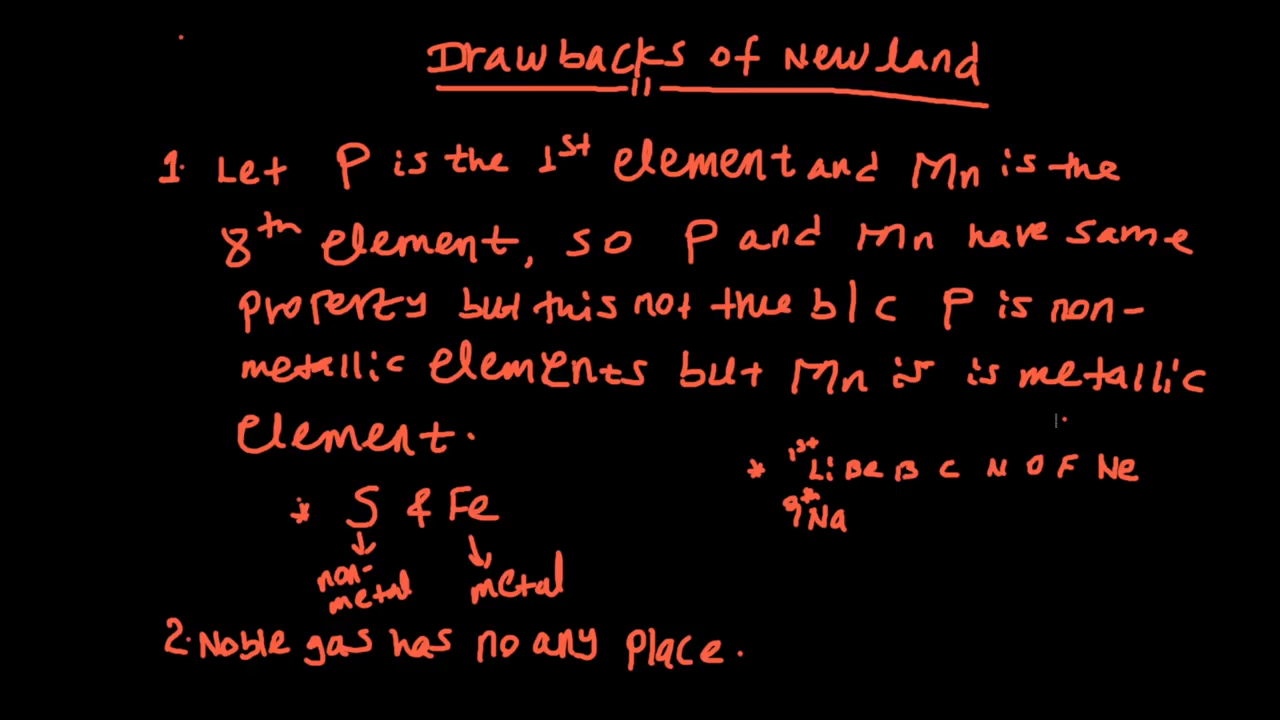 Drawbacks of Newland
1. Let P is the 1st element and Mn is the
8th element, so P and Mn have same
property but this not true b/c P is non-
metallic elements but Mn is is metallic
element.
* S & Fe
non-metal metal
* 1st Li Be B C N O F Ne
9th Na
2. Noble gas has no any place.